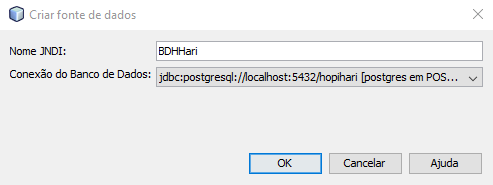 Criar fonte de dados
Nome JNDI: BDHHari
Conexão do Banco de Dados: jdbc:postgresql://localhost:5432/hopihari [postgres em POS...
OK Cancelar Ajuda